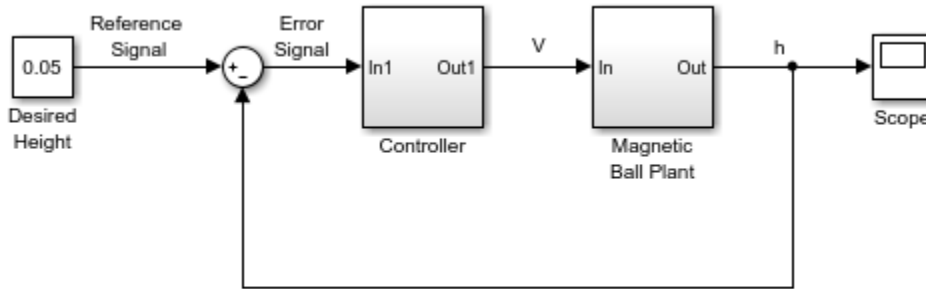 Reference
Signal
Error
Signal
0.05
+
-
In1
Out1
V
In
Out
h
Desired
Height
Controller
Magnetic
Ball Plant
Scope